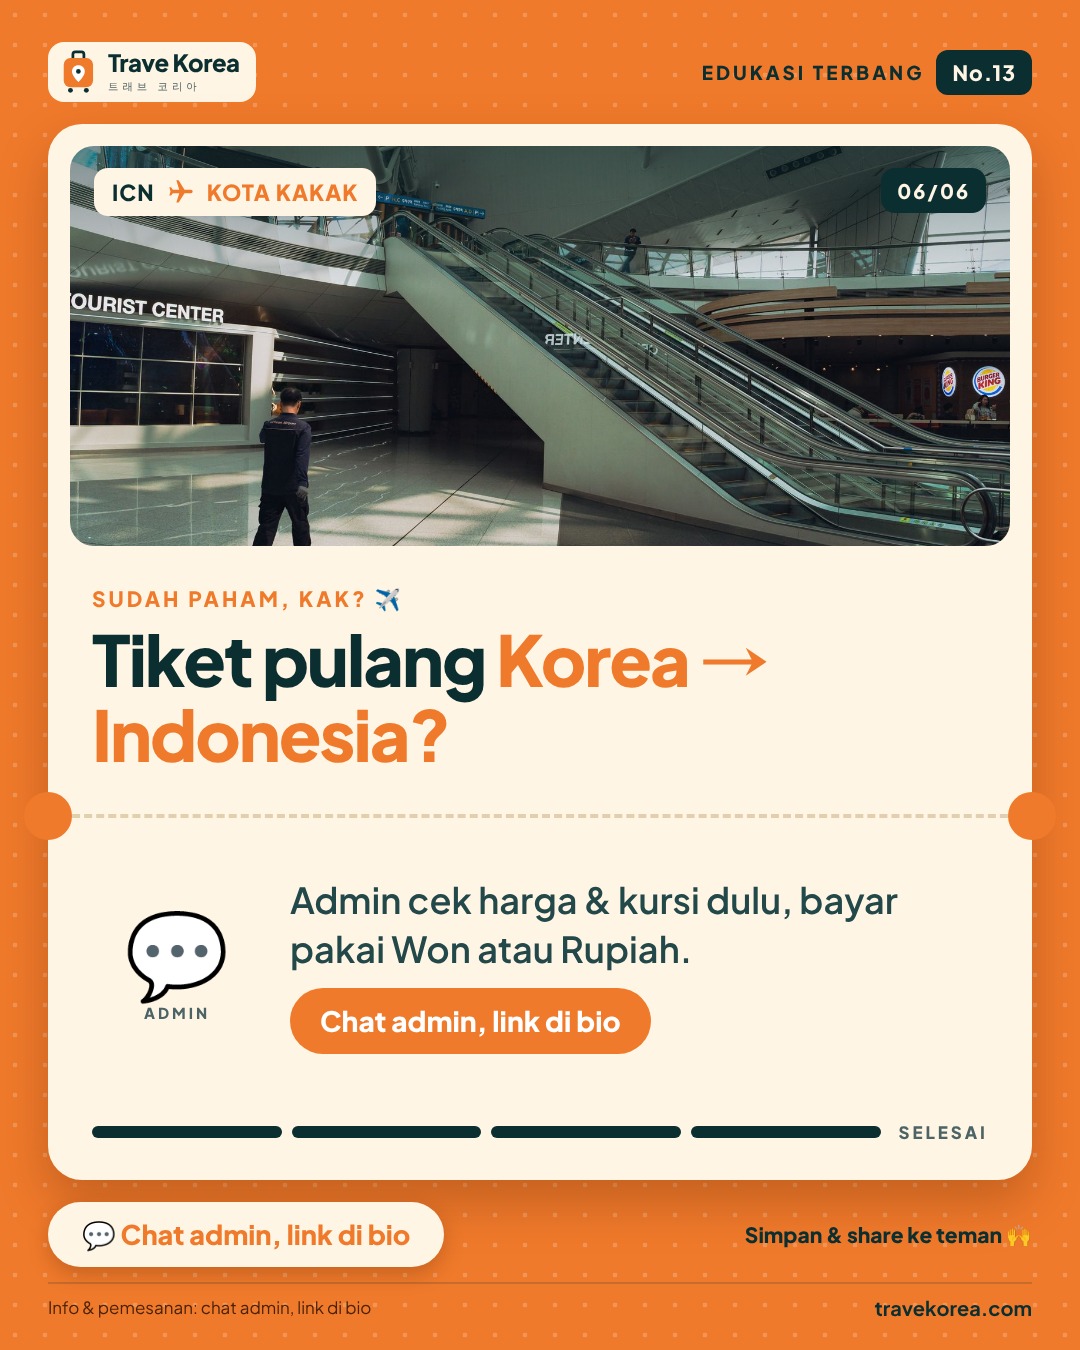 Trave Korea
트래브 코리아
EDUKASI TERBANG
No.13
ICN ✈ KOTA KAKAK
06/06
TOURIST CENTER
BURGER KING
SUDAH PAHAM, KAK? ✈️
Tiket pulang Korea →
Indonesia?
Admin cek harga & kursi dulu, bayar
pakai Won atau Rupiah.
💬
ADMIN
Chat admin, link di bio
SELESAI
💬 Chat admin, link di bio
Simpan & share ke teman 🙌
Info & pemesanan: chat admin, link di bio
travekorea.com